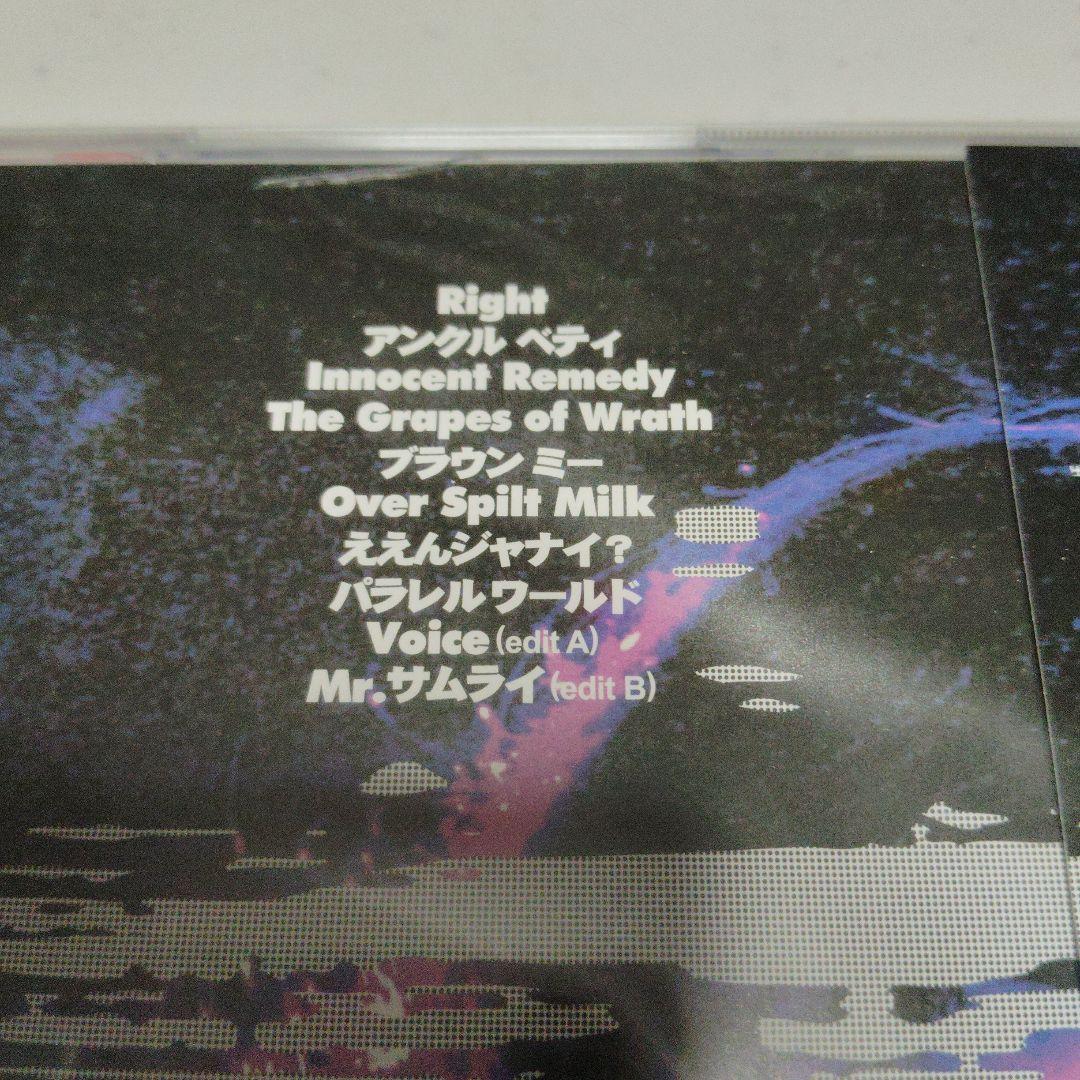 Right
アンクル ベティ
Innocent Remedy
The Grapes of Wrath
ブラウン ミー
Over Spilt Milk
ええんジャナイ?
パラレルワールド
Voice (edit A)
Mr.サムライ (edit B)